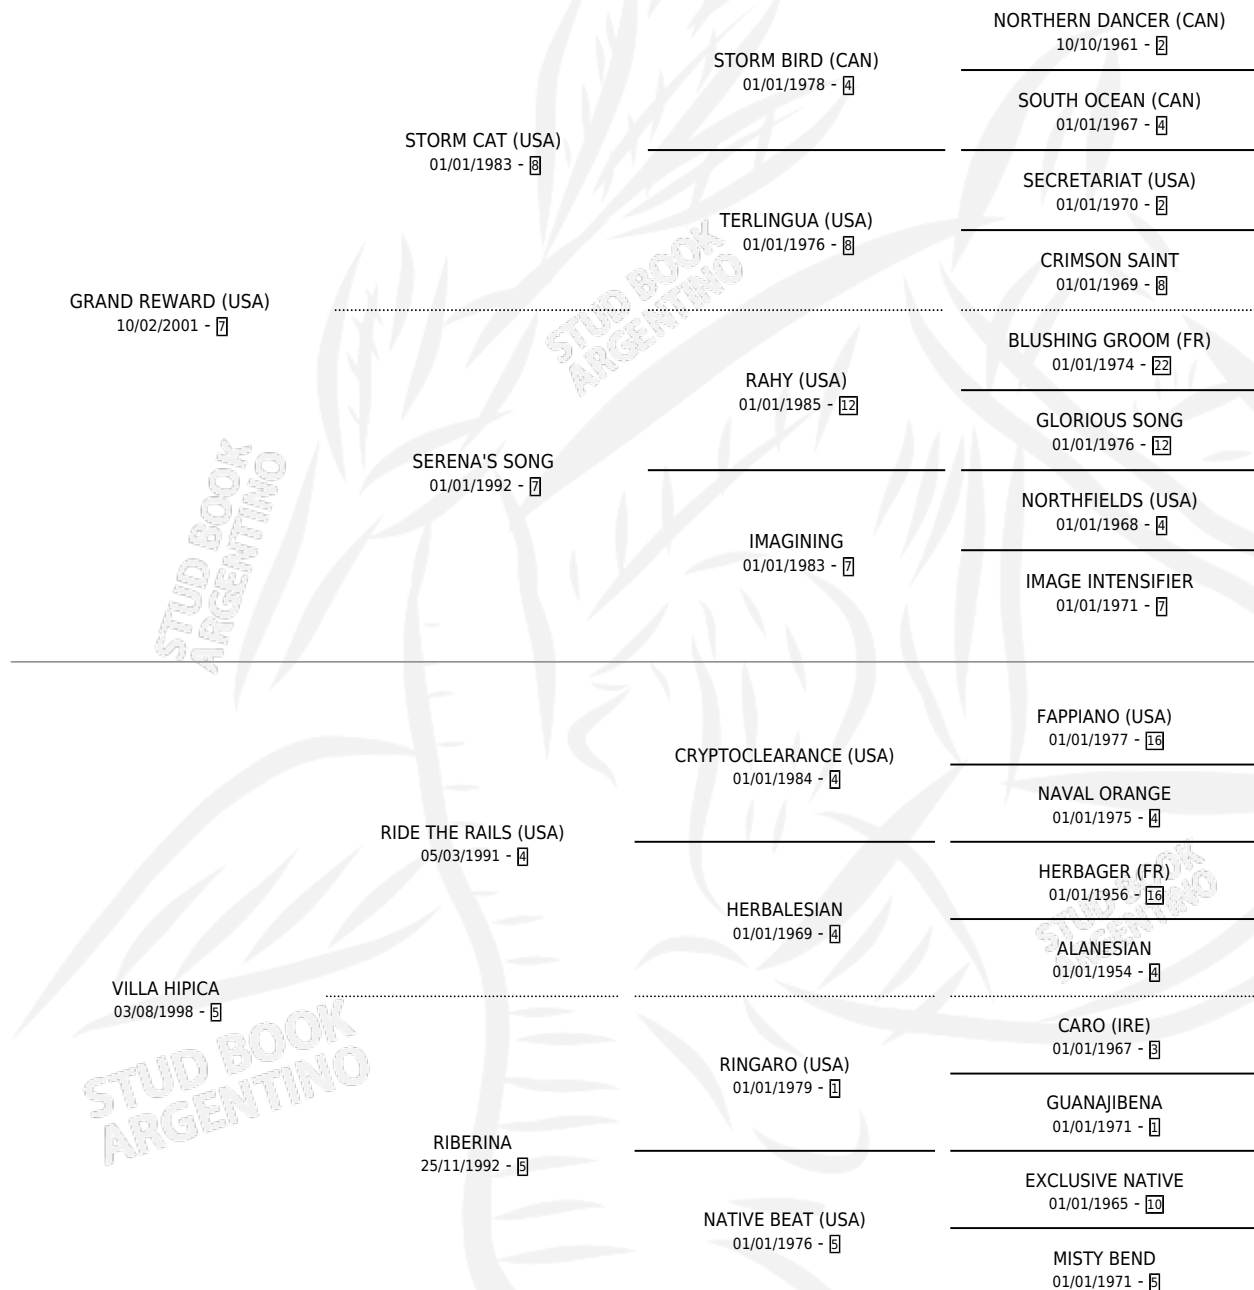 NORTHERN DANCER (CAN)
10/10/1961 - 2
STORM BIRD (CAN)
01/01/1978 - 4
SOUTH OCEAN (CAN)
01/01/1967 - 4
STORM CAT (USA)
01/01/1983 - 8
SECRETARIAT (USA)
01/01/1970 - 2
TERLINGUA (USA)
01/01/1976 - 8
CRIMSON SAINT
01/01/1969 - 8
GRAND REWARD (USA)
10/02/2001 - 7
STUD BOOK
ARGENTINO
BLUSHING GROOM (FR)
01/01/1974 - 22
RAHY (USA)
01/01/1985 - 12
GLORIOUS SONG
01/01/1976 - 12
SERENA'S SONG
01/01/1992 - 7
STUD BOOK
ARGENTINO
NORTHFIELDS (USA)
01/01/1968 - 4
IMAGINING
01/01/1983 - 7
IMAGE INTENSIFIER
01/01/1971 - 7
FAPPIANO (USA)
01/01/1977 - 16
CRYPTOCLEARANCE (USA)
01/01/1984 - 4
NAVAL ORANGE
01/01/1975 - 4
RIDE THE RAILS (USA)
05/03/1991 - 4
HERBAGER (FR)
01/01/1956 - 16
STUD BOOK
ARGENTINO
HERBALESIAN
01/01/1969 - 4
ALANESIAN
01/01/1954 - 4
VILLA HIPICA
03/08/1998 - 5
STUD BOOK
ARGENTINO
CARO (IRE)
01/01/1967 - 3
RINGARO (USA)
01/01/1979 - 1
GUANAJIBENA
01/01/1971 - 1
RIBERINA
25/11/1992 - 5
EXCLUSIVE NATIVE
01/01/1965 - 10
NATIVE BEAT (USA)
01/01/1976 - 5
MISTY BEND
01/01/1971 - 5